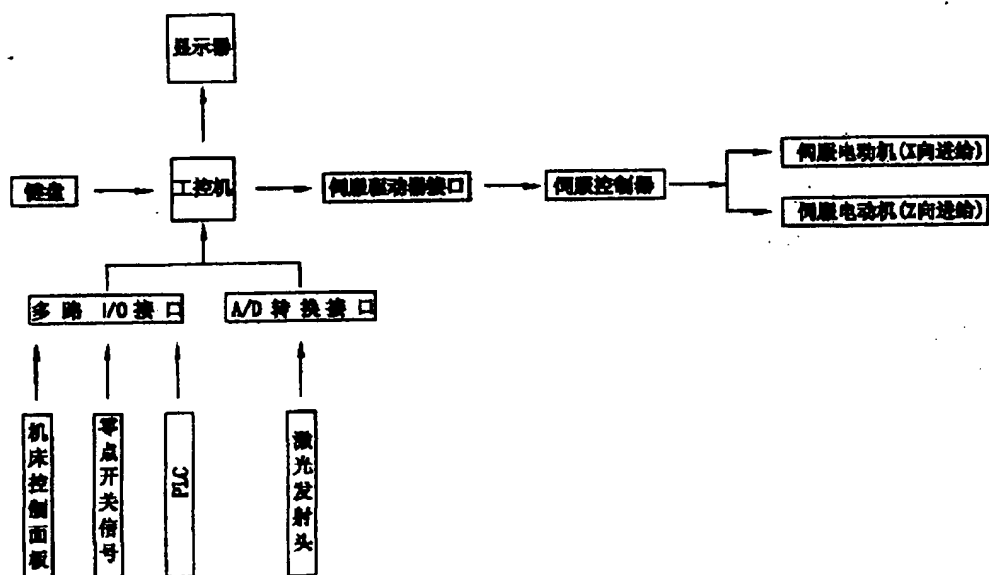 显示器
键盘
工控机
伺服驱动器接口
伺服控制器
伺服电动机(X向进给)
伺服电动机(Z向进给)
多路 I/O 接口
A/D 转换接口
机床控制面板
零点开关信号
PLC
激光发射头